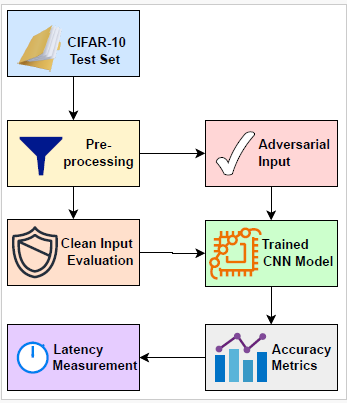 CIFAR-10
Test Set
Pre-
processing
Adversarial
Input
Clean Input
Evaluation
Trained
CNN Model
Latency
Measurement
Accuracy
Metrics